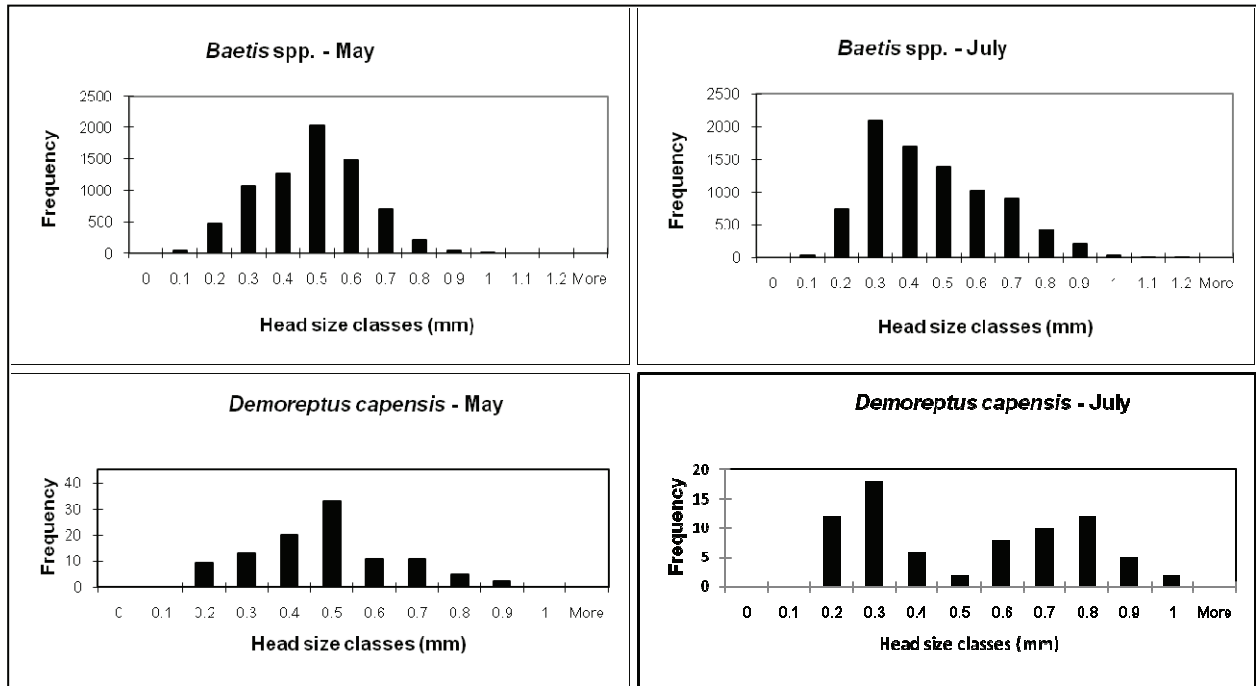 Baetis spp. - May
2500
2000
1500
1000
500
0
Frequency
0 0.1 0.2 0.3 0.4 0.5 0.6 0.7 0.8 0.9 1 1.1 1.2 More
Head size classes (mm)
Baetis spp. - July
2500
2000
1500
1000
500
0
Frequency
0 0.1 0.2 0.3 0.4 0.5 0.6 0.7 0.8 0.9 1.1 1.2 More
Head size classes (mm)
Demoreptus capensis - May
40
30
20
10
0
Frequency
0 0.1 0.2 0.3 0.4 0.5 0.6 0.7 0.8 0.9 1 More
Head size classes (mm)
Demoreptus capensis - July
20
15
10
5
0
Frequency
0 0.1 0.2 0.3 0.4 0.5 0.6 0.7 0.8 0.9 1 More
Head size classes (mm)